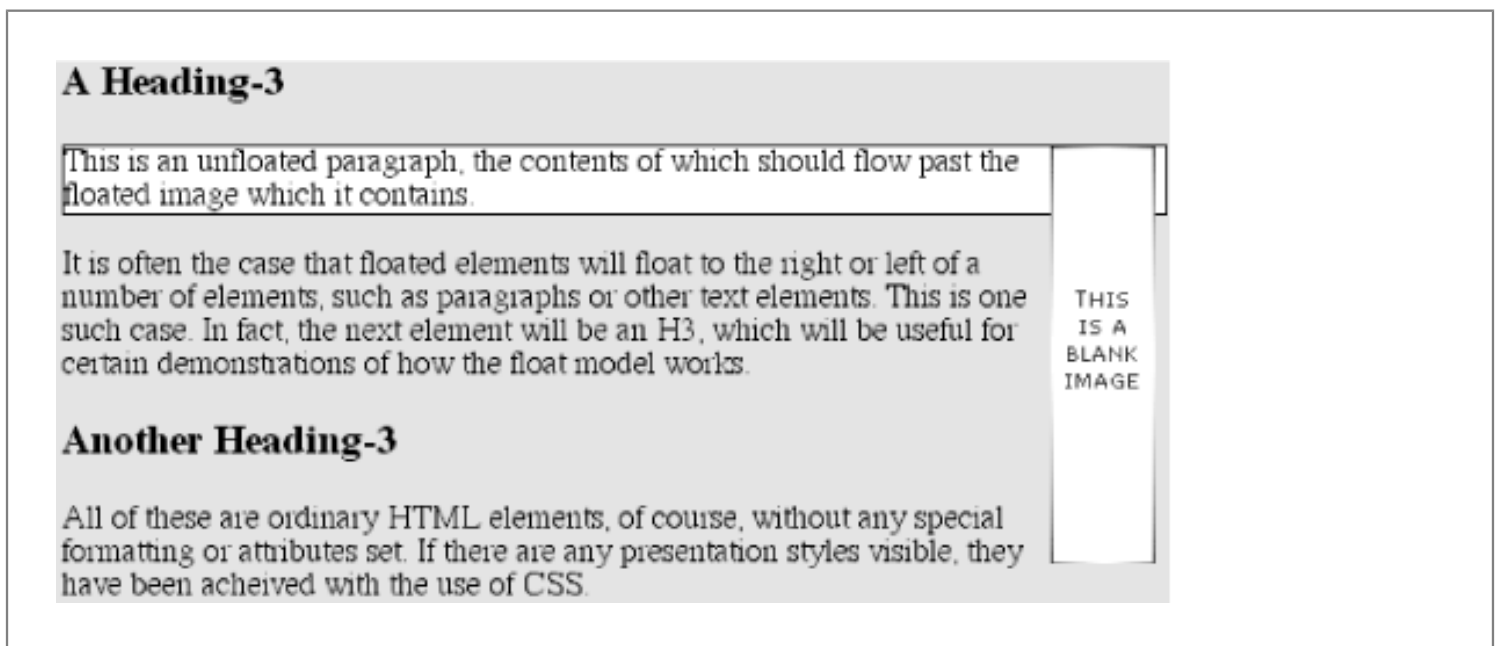 A Heading-3
This is an unfloated paragraph, the contents of which should flow past the
floated image which it contains.
It is often the case that floated elements will float to the right or left of a
number of elements, such as paragraphs or other text elements. This is one
such case. In fact, the next element will be an H3, which will be useful for
certain demonstrations of how the float model works.
Another Heading-3
All of these are ordinary HTML elements, of course, without any special
formatting or attributes set. If there are any presentation styles visible, they
have been acheived with the use of CSS.
THIS
IS A
BLANK
IMAGE